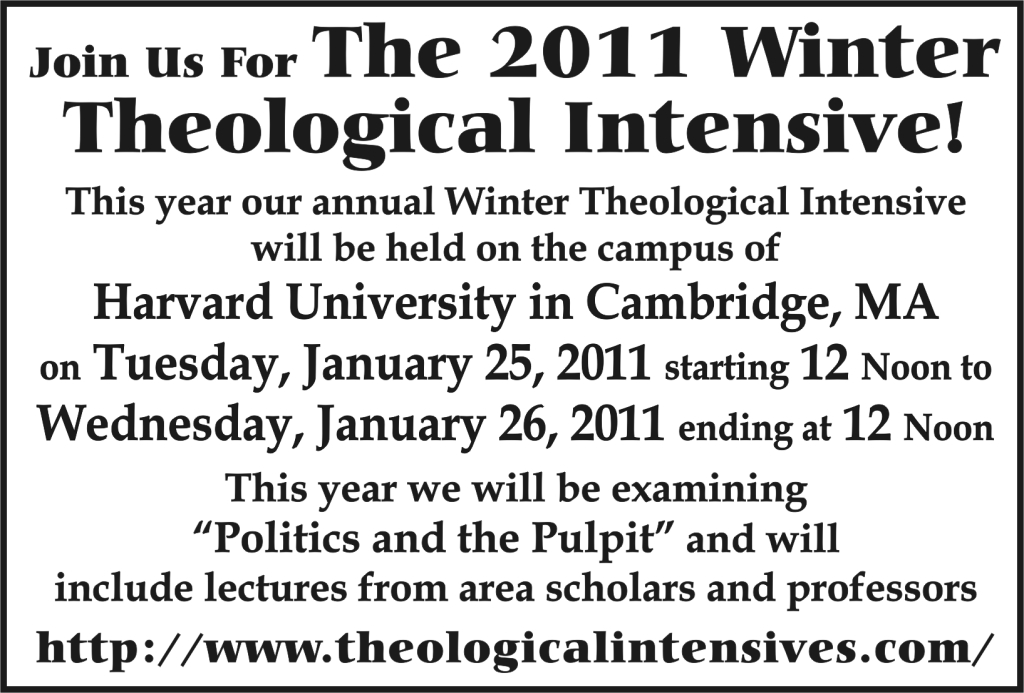 Join Us For The 2011 Winter
Theological Intensive!
This year our annual Winter Theological Intensive
will be held on the campus of
Harvard University in Cambridge, MA
on Tuesday, January 25, 2011 starting 12 Noon to
Wednesday, January 26, 2011 ending at 12 Noon
This year we will be examining
“Politics and the Pulpit” and will
include lectures from area scholars and professors
http://www.theologicalintensives.com/